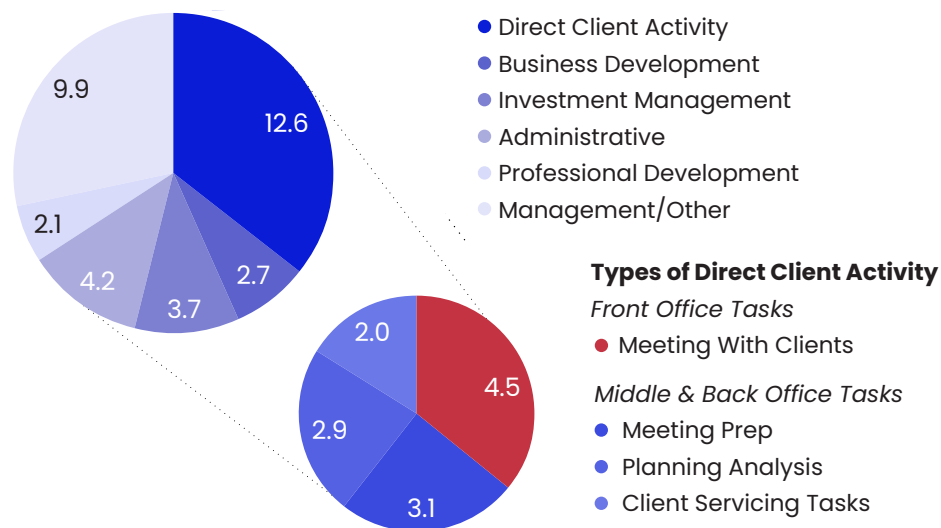 9.9
12.6
2.1
4.2
3.7
2.7
Direct Client Activity
Business Development
Investment Management
Administrative
Professional Development
Management/Other
2.0
4.5
2.9
3.1
Types of Direct Client Activity
Front Office Tasks
Meeting With Clients
Middle & Back Office Tasks
Meeting Prep
Planning Analysis
Client Servicing Tasks